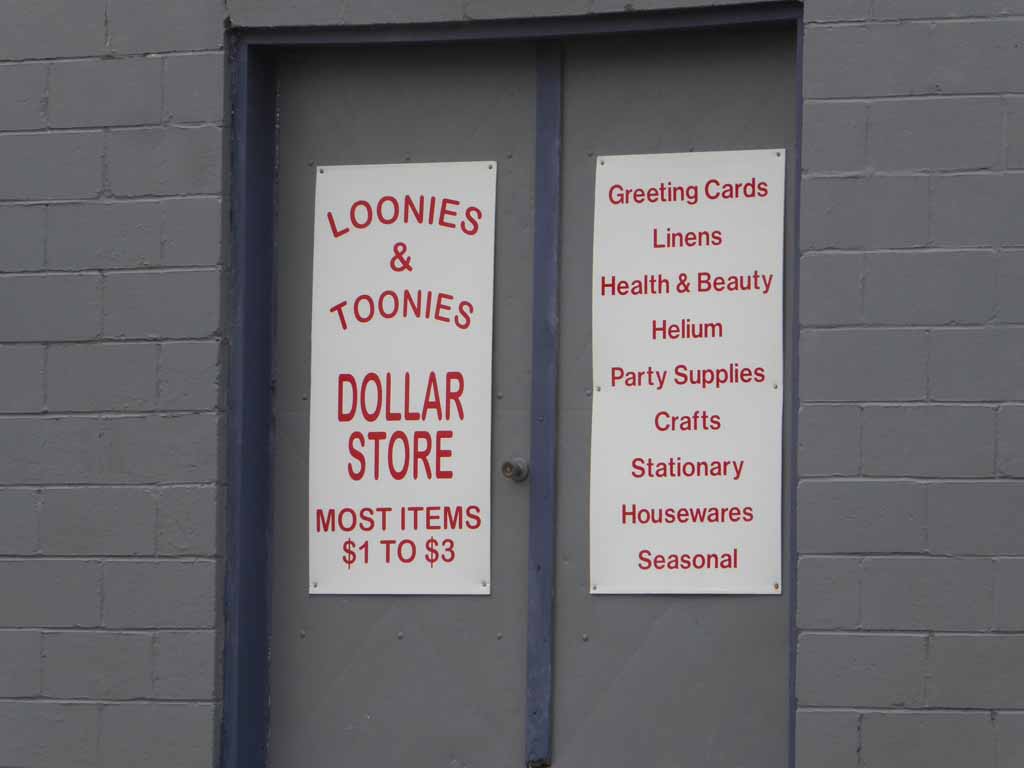 LOONIES
&
TOONIES
DOLLAR
STORE
MOST ITEMS
$1 TO $3
Greeting Cards
Linens
Health & Beauty
Helium
Party Supplies
Crafts
Stationary
Housewares
Seasonal